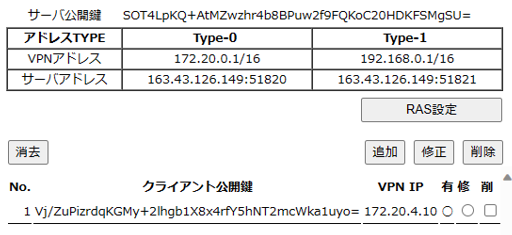 サーバ公開鍵 SOT4LpKQ+AtMZwzhr4b8BPuw2f9FQKoC20HDKFSMgSU=
アドレスTYPE Type-0 Type-1
VPNアドレス 172.20.0.1/16 192.168.0.1/16
サーバアドレス 163.43.126.149:51820 163.43.126.149:51821
RAS設定
消去 追加 修正 削除
No. クライアント公開鍵 VPN IP 有 修 削
1 Vj/ZuPizrdqKGMy+2lhgb1X8x4rfY5hNT2mcWka1uyo= 172.20.4.10